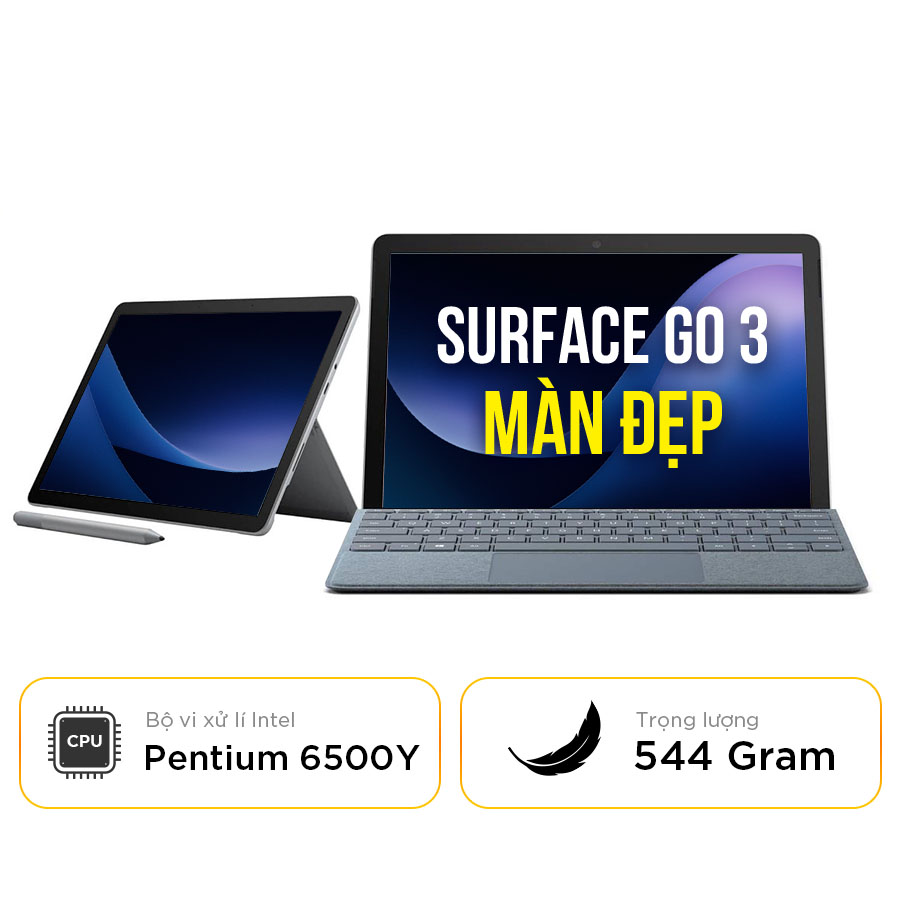 SURFACE GO 3
MÀN ĐẸP
CPU
Bộ vi xử lí Intel
Pentium 6500Y
Trọng lượng
544 Gram